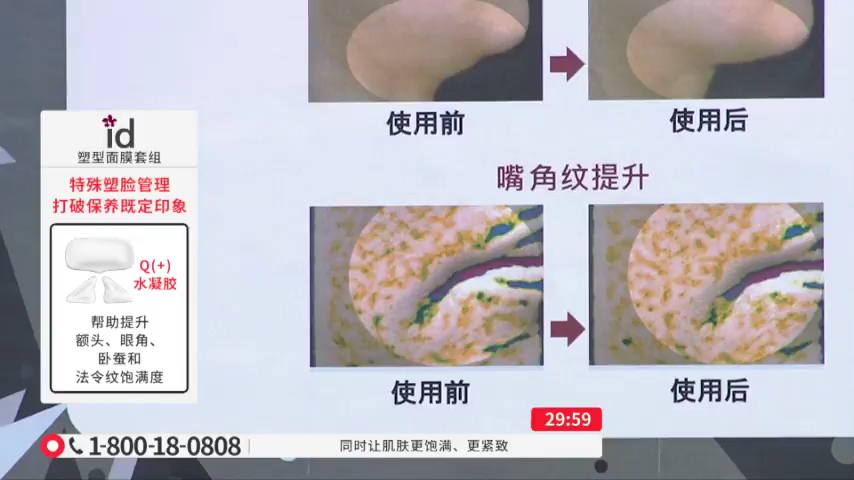 使用前
使用后
嘴角纹提升
使用前
使用后
id
塑型面膜套组
特殊塑脸管理
打破保养既定印象
Q(+)
水凝胶
帮助提升
额头、眼角、
卧蚕和
法令纹饱满度
29:59
1-800-18-0808
同时让肌肤更饱满、更紧致